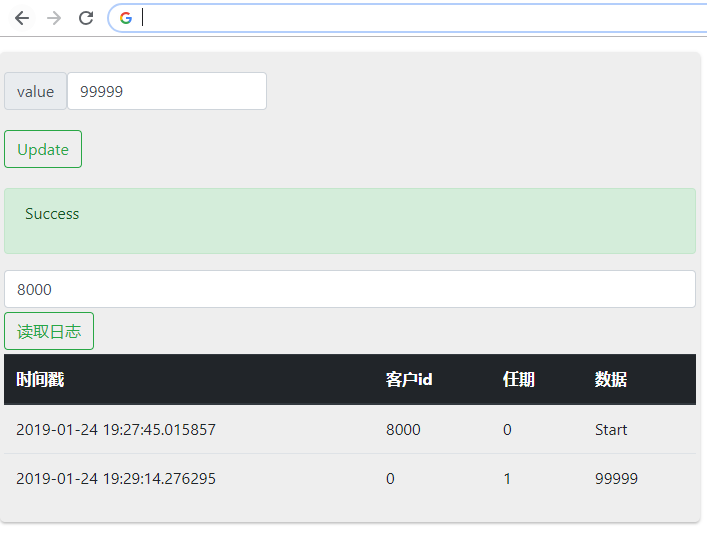 value 99999
Update
Success
8000
读取日志
时间戳 客户id 任期 数据
2019-01-24 19:27:45.015857 8000 0 Start
2019-01-24 19:29:14.276295 0 1 99999